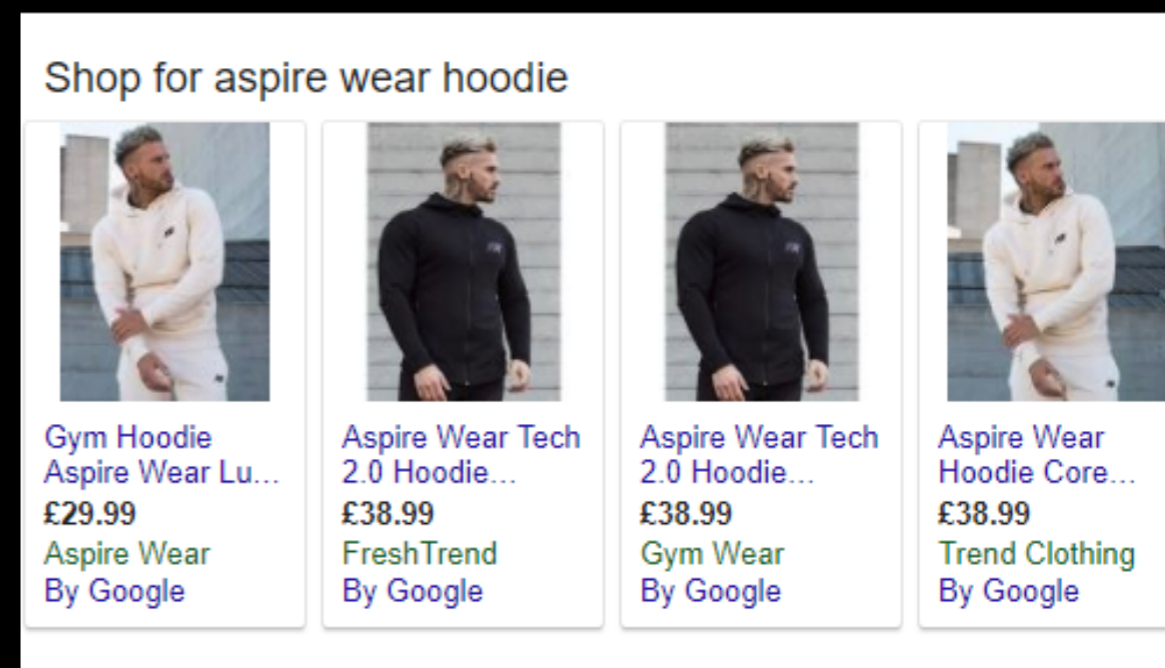 Shop for aspire wear hoodie
Gym Hoodie
Aspire Wear Lu...
£29.99
Aspire Wear
By Google
Aspire Wear Tech
2.0 Hoodie...
£38.99
FreshTrend
By Google
Aspire Wear Tech
2.0 Hoodie...
£38.99
Gym Wear
By Google
Aspire Wear
Hoodie Core...
£38.99
Trend Clothing
By Google